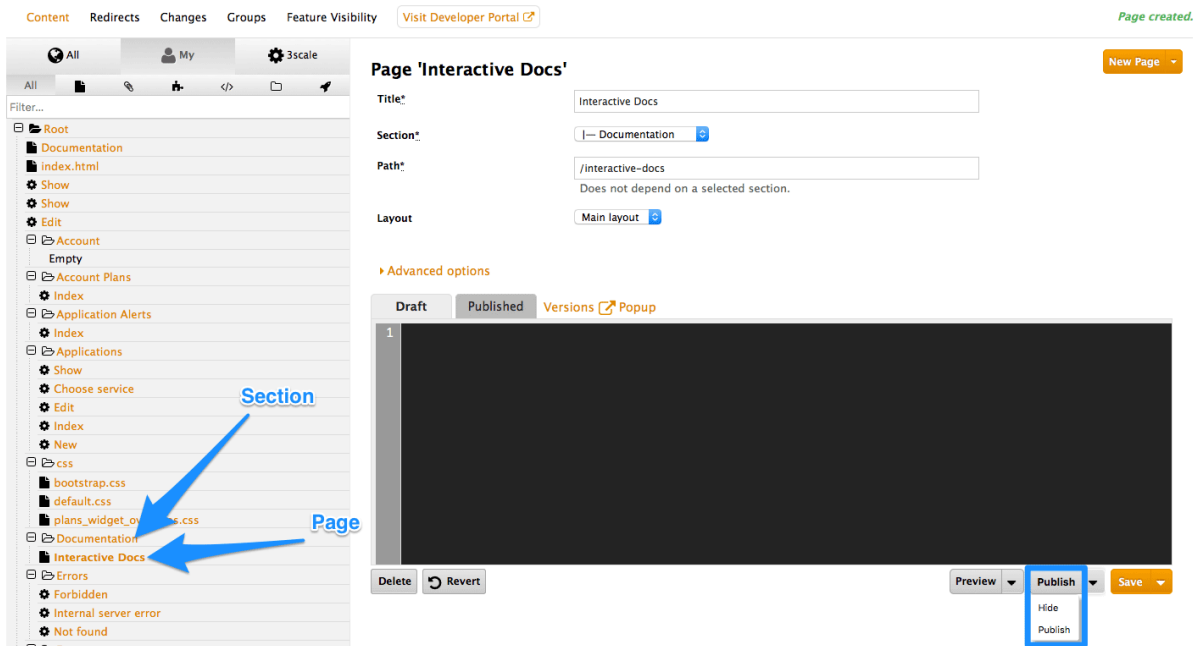 Content Redirects Changes Groups Feature Visibility Visit Developer Portal Page created.
All My 3scale
All
Filter...
Root
Documentation
index.html
Show
Show
Edit
Account
Empty
Account Plans
Index
Application Alerts
Index
Applications
Show
Choose service
Edit
Index
New
css
bootstrap.css
default.css
Documentation
Interactive Docs
Errors
Forbidden
Internal server error
Not found
Section
Page
Page 'Interactive Docs'
New Page
Title* Interactive Docs
Section* |— Documentation
Path* /interactive-docs
Does not depend on a selected section.
Layout Main layout
Advanced options
Draft Published Versions Popup
1
Delete Revert Preview Publish Save
Hide
Publish